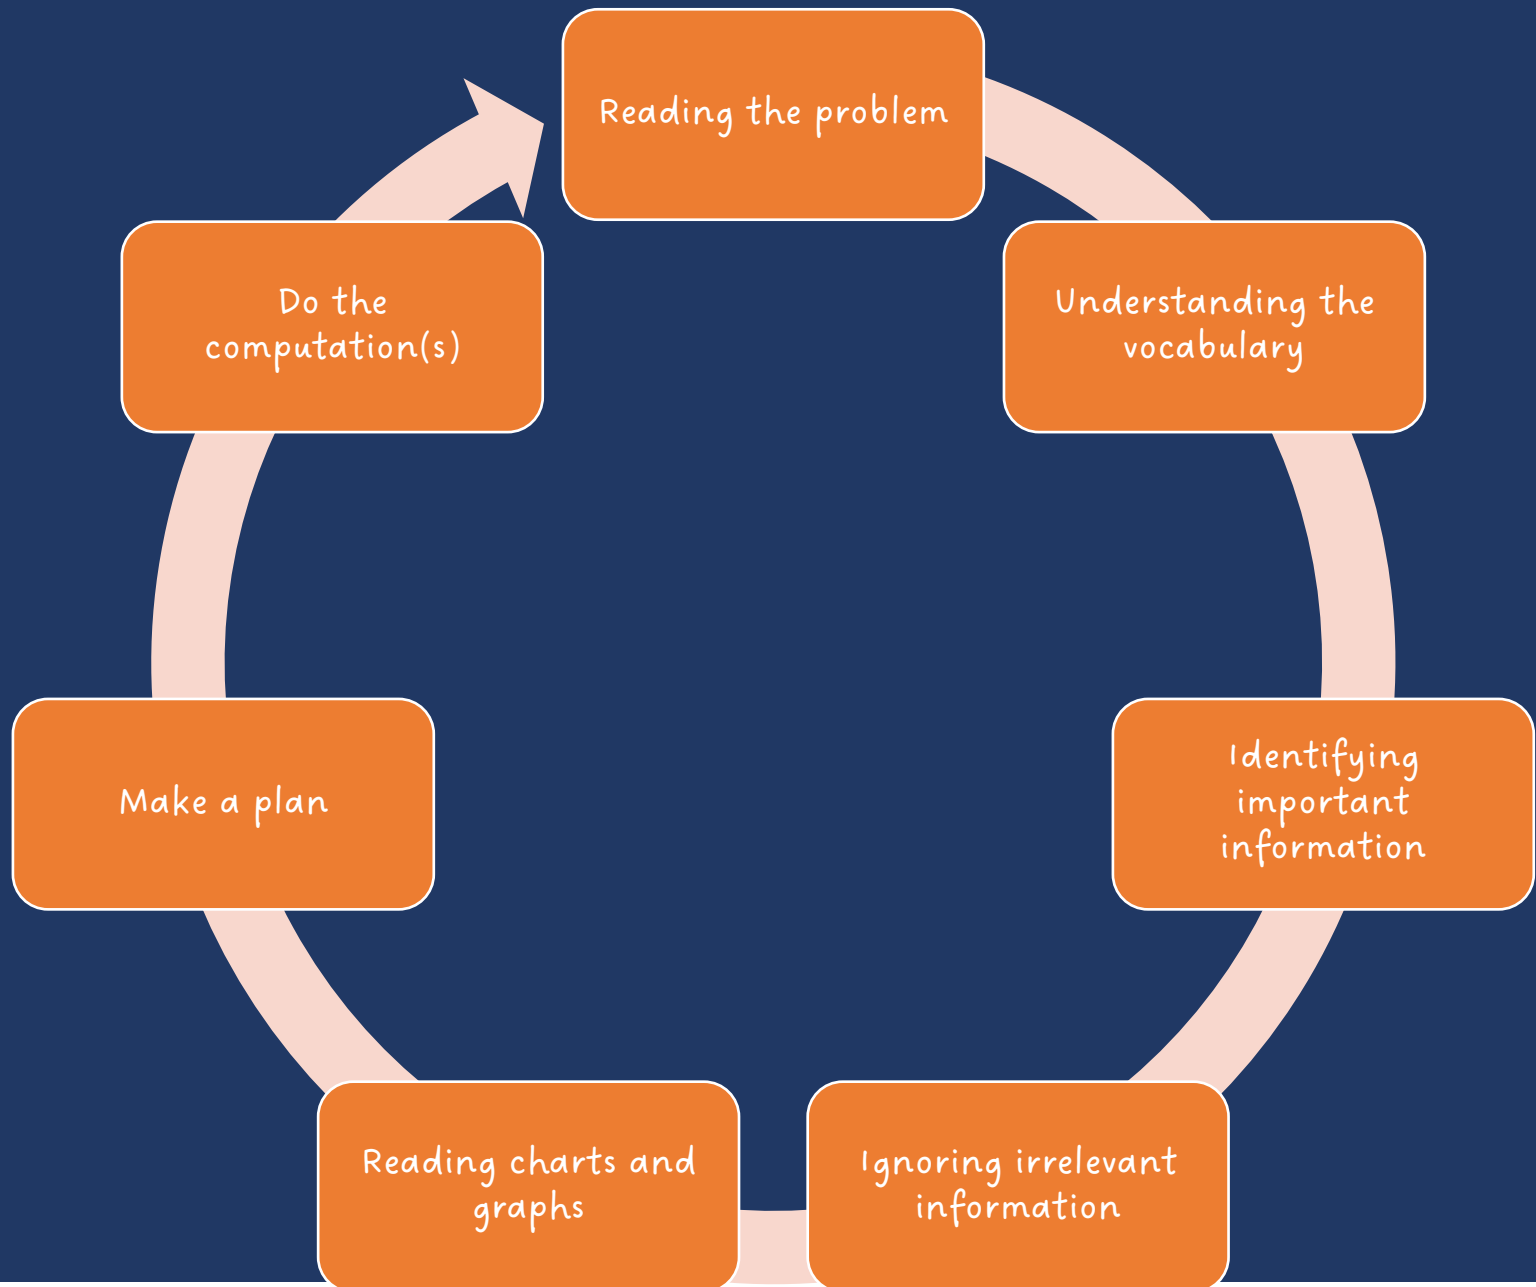 Reading the problem
Understanding the
vocabulary
Identifying
important
information
Ignoring irrelevant
information
Reading charts and
graphs
Make a plan
Do the
computation(s)